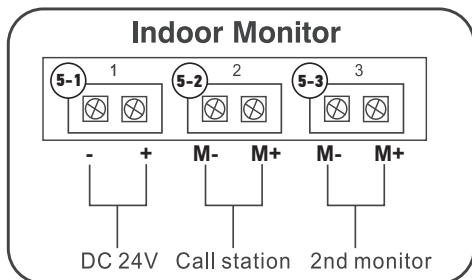 Indoor Monitor
5-1 1 5-2 2 5-3 3
- + M- M+ M- M+
DC 24V Call station 2nd monitor